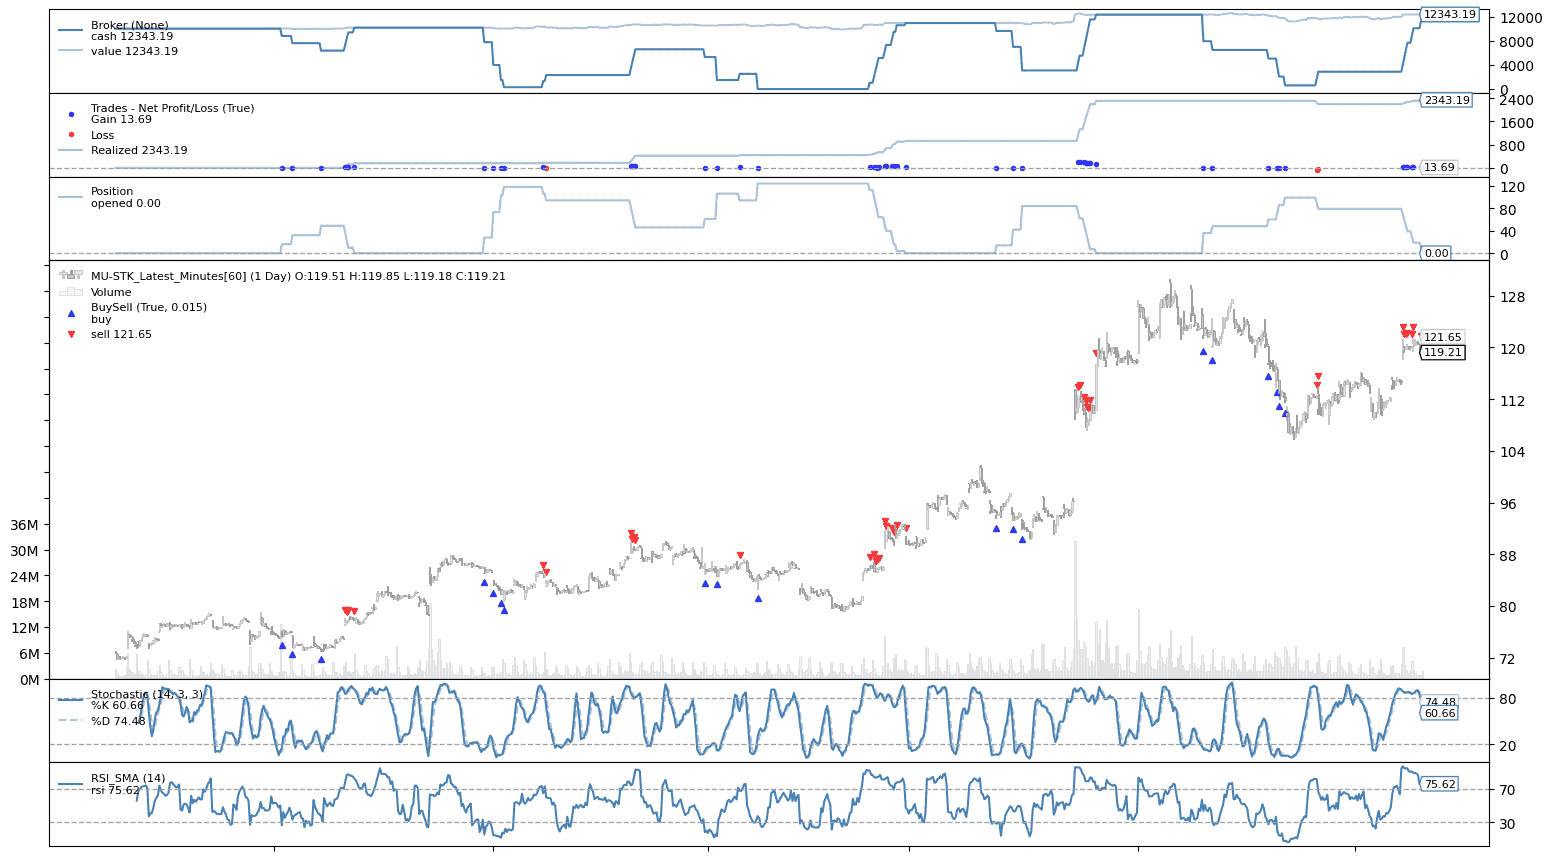 Broker (None)
cash 12343.19
value 12343.19
12343.19
12000
8000
4000
0
Trades - Net Profit/Loss (True)
Gain 13.69
Loss
Realized 2343.19
2343.19
13.69
2400
1600
800
0
Position
opened 0.00
0.00
120
80
40
0
MU-STK_Latest_Minutes[60] (1 Day) O:119.51 H:119.85 L:119.18 C:119.21
Volume
BuySell (True, 0.015)
buy
sell 121.65
121.65
119.21
128
120
112
104
96
88
80
72
36M
30M
24M
18M
12M
6M
0M
Stochastic (14, 3, 3)
%K 60.66
%D 74.48
74.48
60.66
80
20
RSI_SMA (14)
rsi 75.62
75.62
70
30